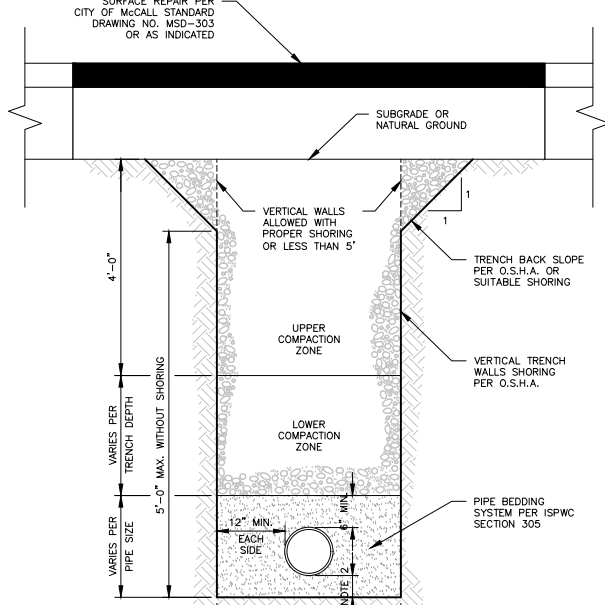 SURFACE REPAIR PER
CITY OF McCALL STANDARD
DRAWING NO. MSD-303
OR AS INDICATED
SUBGRADE OR
NATURAL GROUND
1
1
VERTICAL WALLS
ALLOWED WITH
PROPER SHORING
OR LESS THAN 5'
TRENCH BACK SLOPE
PER O.S.H.A. OR
SUITABLE SHORING
4'-0"
UPPER
COMPACTION
ZONE
VERTICAL TRENCH
WALLS SHORING
PER O.S.H.A.
VARIES PER
TRENCH DEPTH
5'-0" MAX. WITHOUT SHORING
LOWER
COMPACTION
ZONE
VARIES PER
PIPE SIZE
12" MIN.
EACH
SIDE
6" MIN.
NOTE 2
PIPE BEDDING
SYSTEM PER ISPWC
SECTION 305